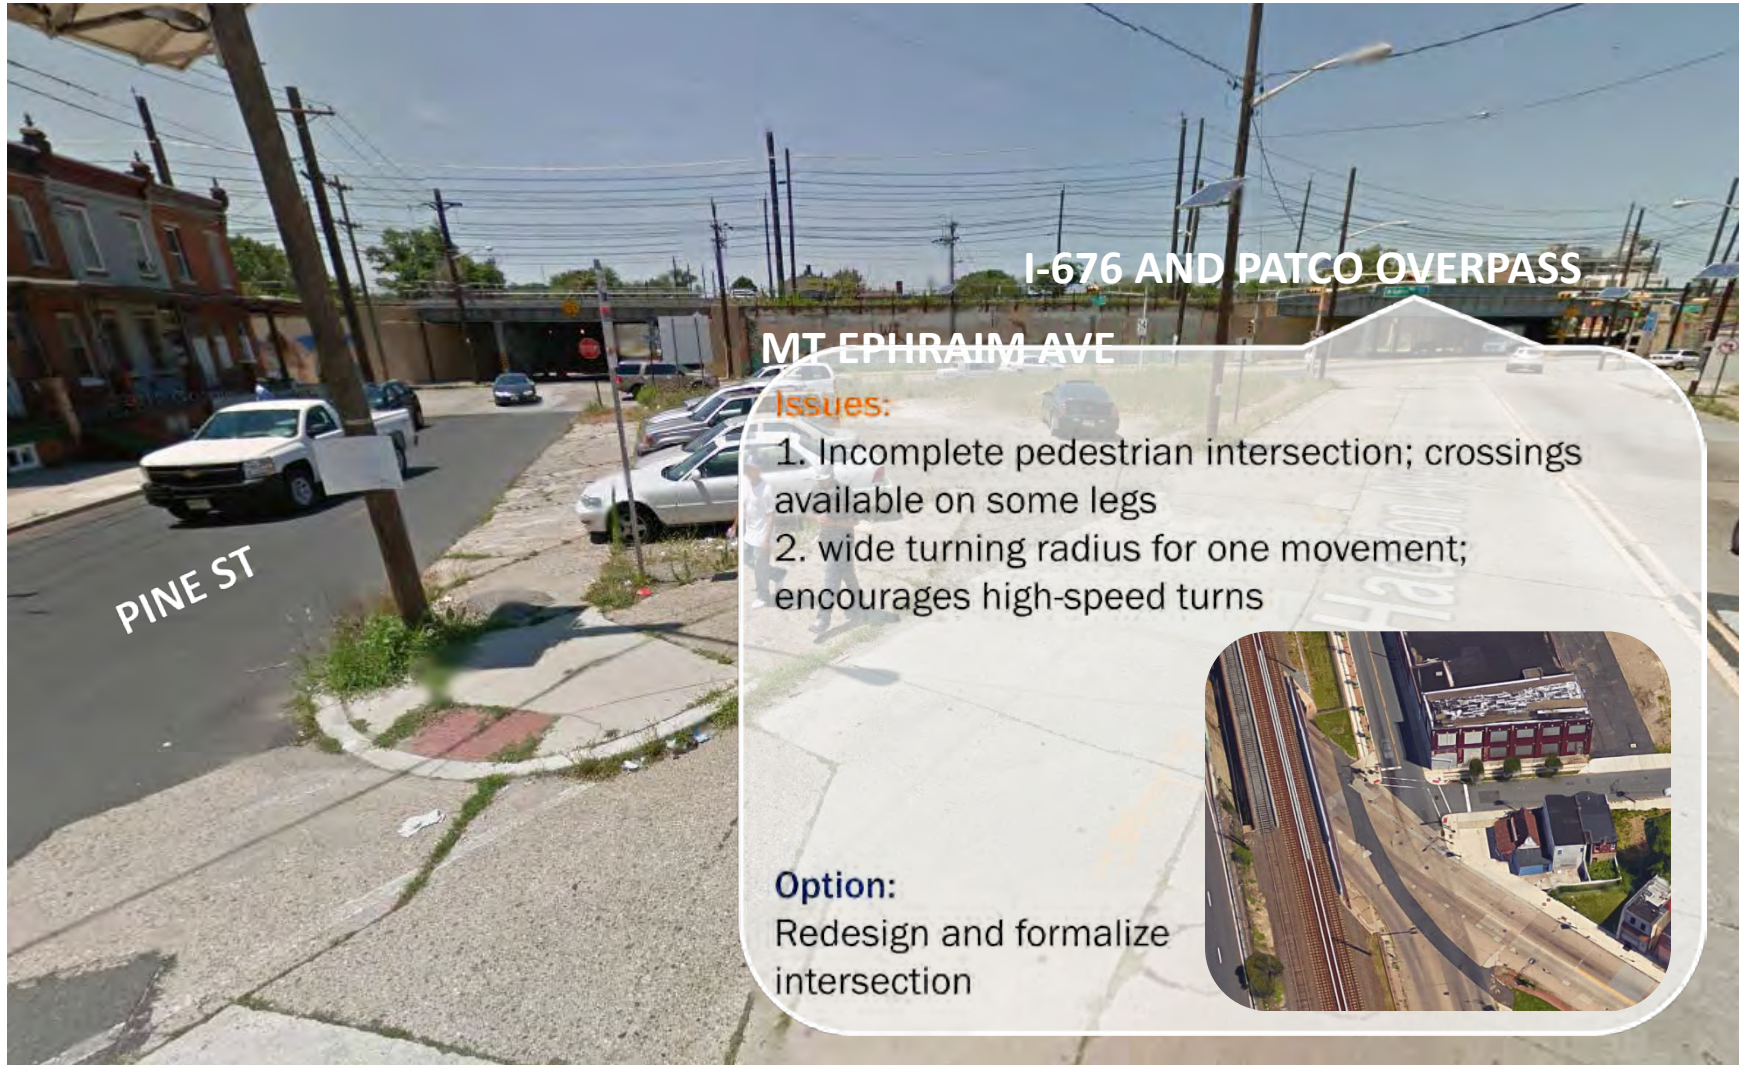 I-676 AND PATCO OVERPASS
MT EPHRAIM AVE
Issues:
1. Incomplete pedestrian intersection; crossings
available on some legs
2. wide turning radius for one movement;
encourages high-speed turns
PINE ST
Option:
Redesign and formalize
intersection